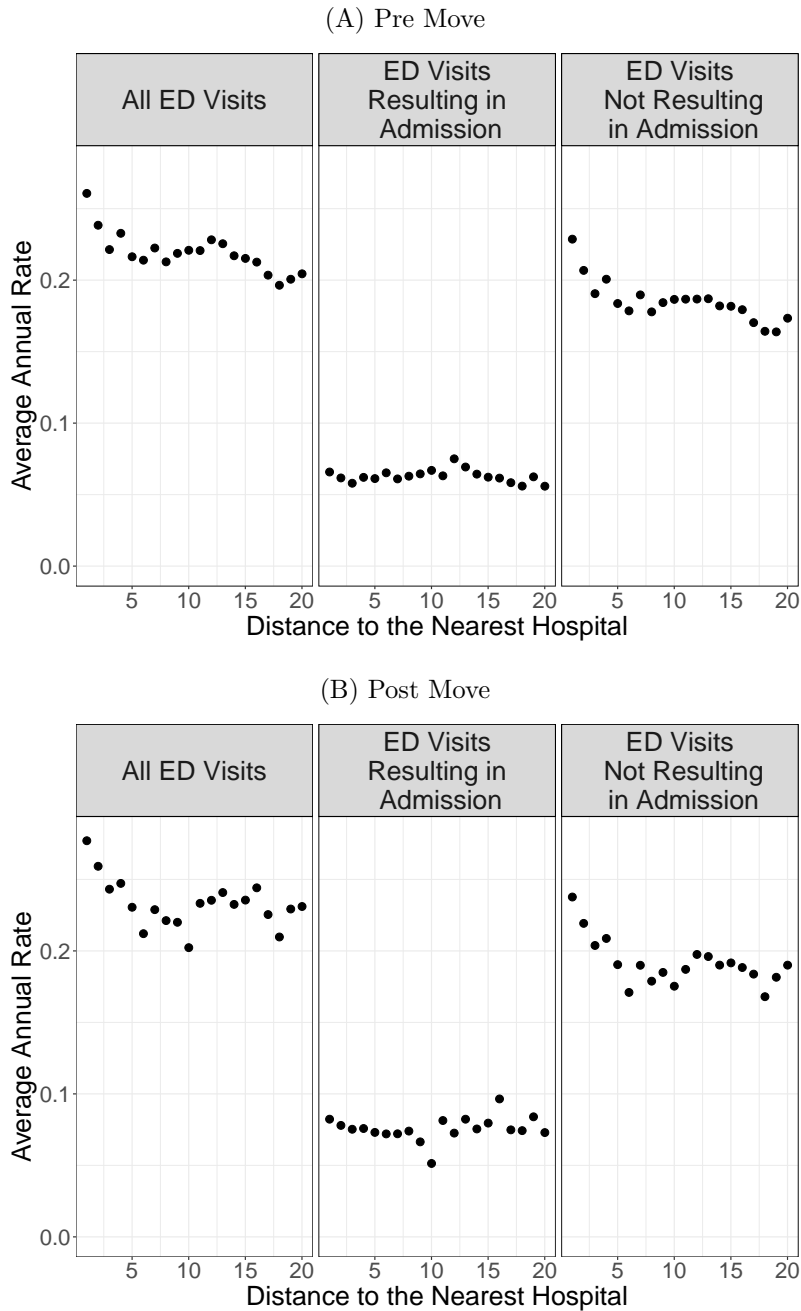 (A) Pre Move
All ED Visits
ED Visits
Resulting in
Admission
ED Visits
Not Resulting
in Admission
Average Annual Rate
0.2
0.1
0.0
5 10 15 20 5 10 15 20 5 10 15 20
Distance to the Nearest Hospital
(B) Post Move
All ED Visits
ED Visits
Resulting in
Admission
ED Visits
Not Resulting
in Admission
Average Annual Rate
0.2
0.1
0.0
5 10 15 20 5 10 15 20 5 10 15 20
Distance to the Nearest Hospital